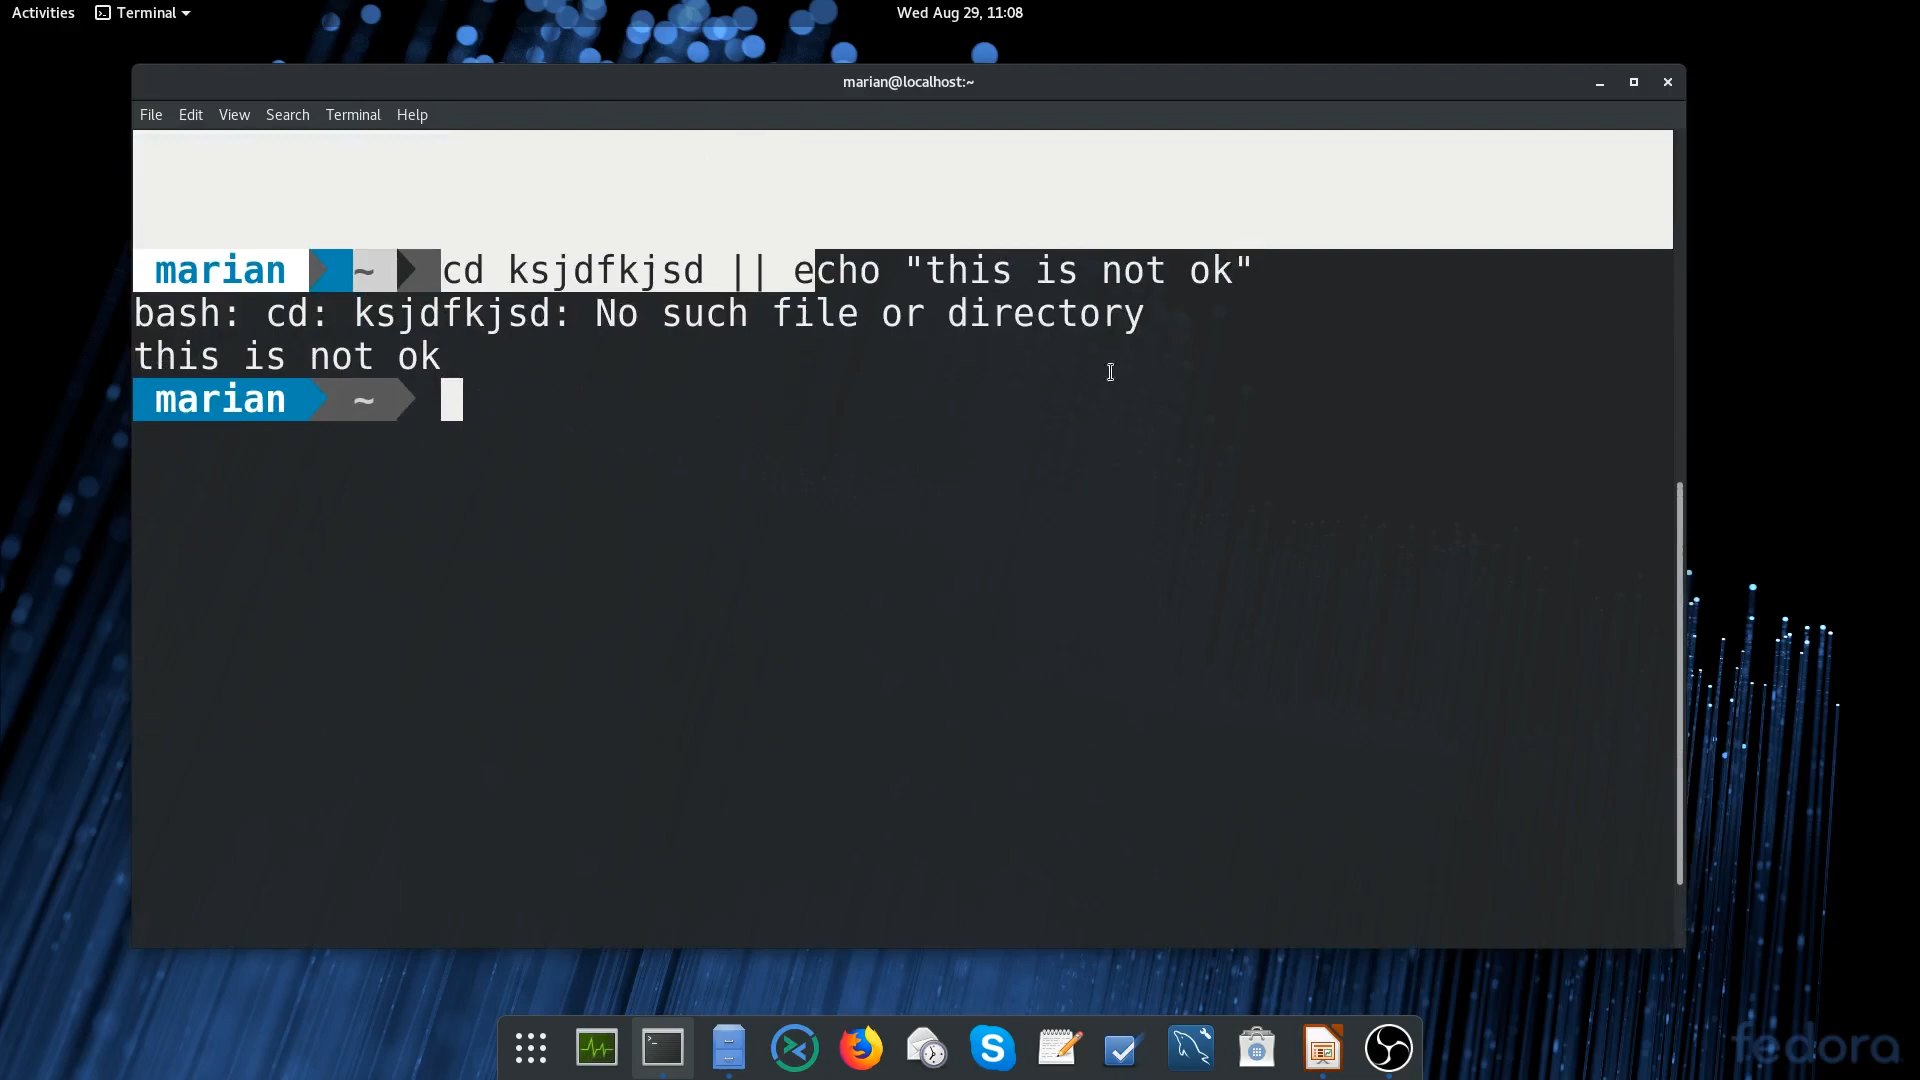 Activities Terminal Wed Aug 29, 11:08
marian@localhost:~
File Edit View Search Terminal Help
marian ~ cd ksjdfkjsd || echo "this is not ok"
bash: cd: ksjdfkjsd: No such file or directory
this is not ok
marian ~
fedora